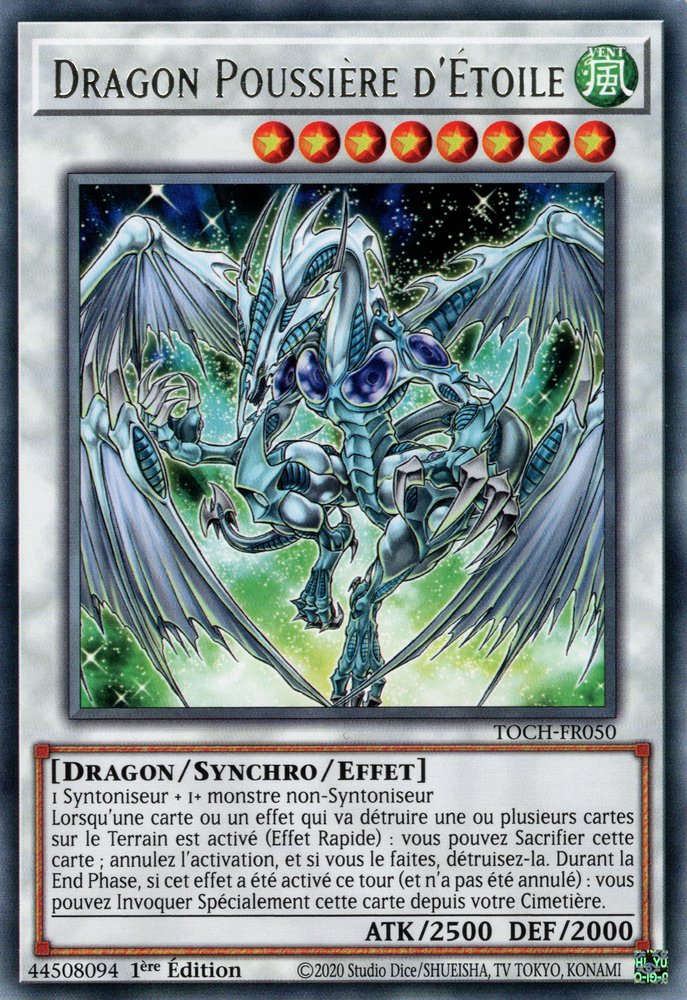 DRAGON POUSSIÈRE D'ÉTOILE
VENT
風
TOCH-FR050
[DRAGON/SYNCHRO/EFFET]
1 Syntoniseur + 1+ monstre non-Syntoniseur
Lorsqu'une carte ou un effet qui va détruire une ou plusieurs cartes
sur le Terrain est activé (Effet Rapide) : vous pouvez Sacrifier cette
carte ; annulez l'activation, et si vous le faites, détruisez-la. Durant la
End Phase, si cet effet a été activé ce tour (et n'a pas été annulé) : vous
pouvez Invoquer Spécialement cette carte depuis votre Cimetière.
ATK/2500 DEF/2000
44508094 1ère Édition ©2020 Studio Dice/SHUEISHA, TV TOKYO, KONAMI